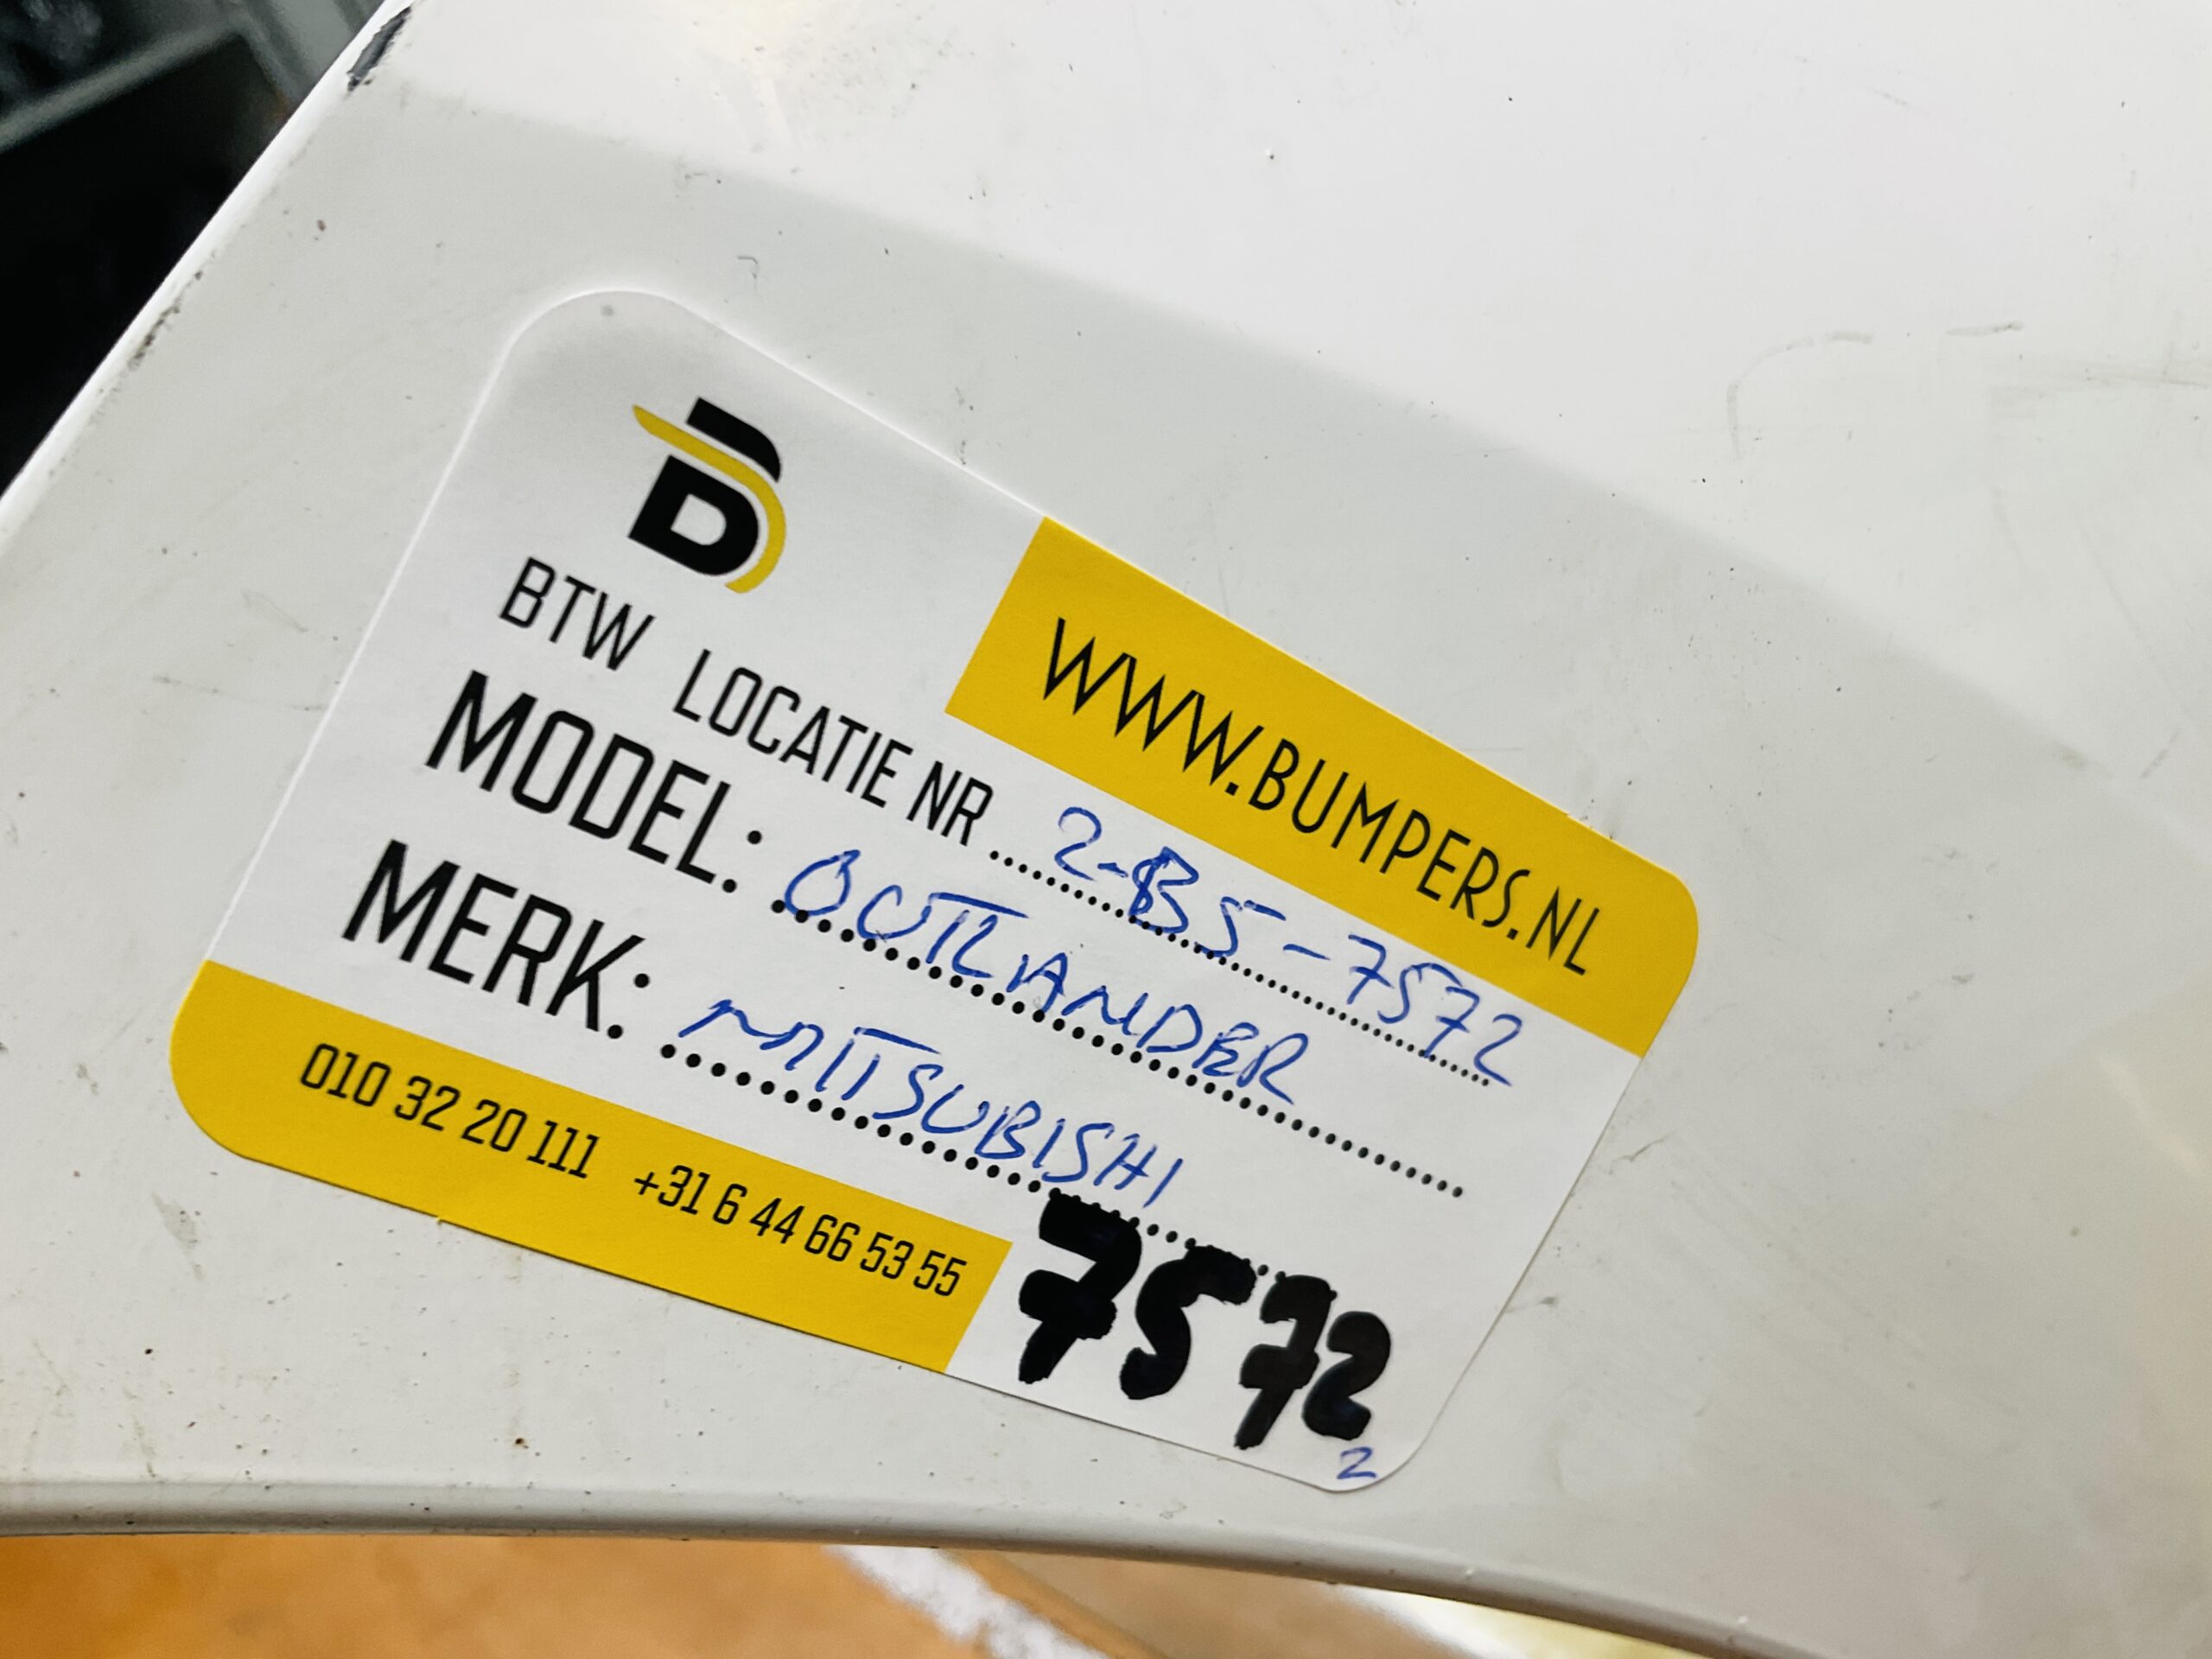 B
WWW.BUMPERS.NL
BTW LOCATIE NR 2-B5-7572
MODEL: OUTLANDER
MERK: MITSUBISHI
010 32 20 111 +31 6 44 66 53 55
7572
2